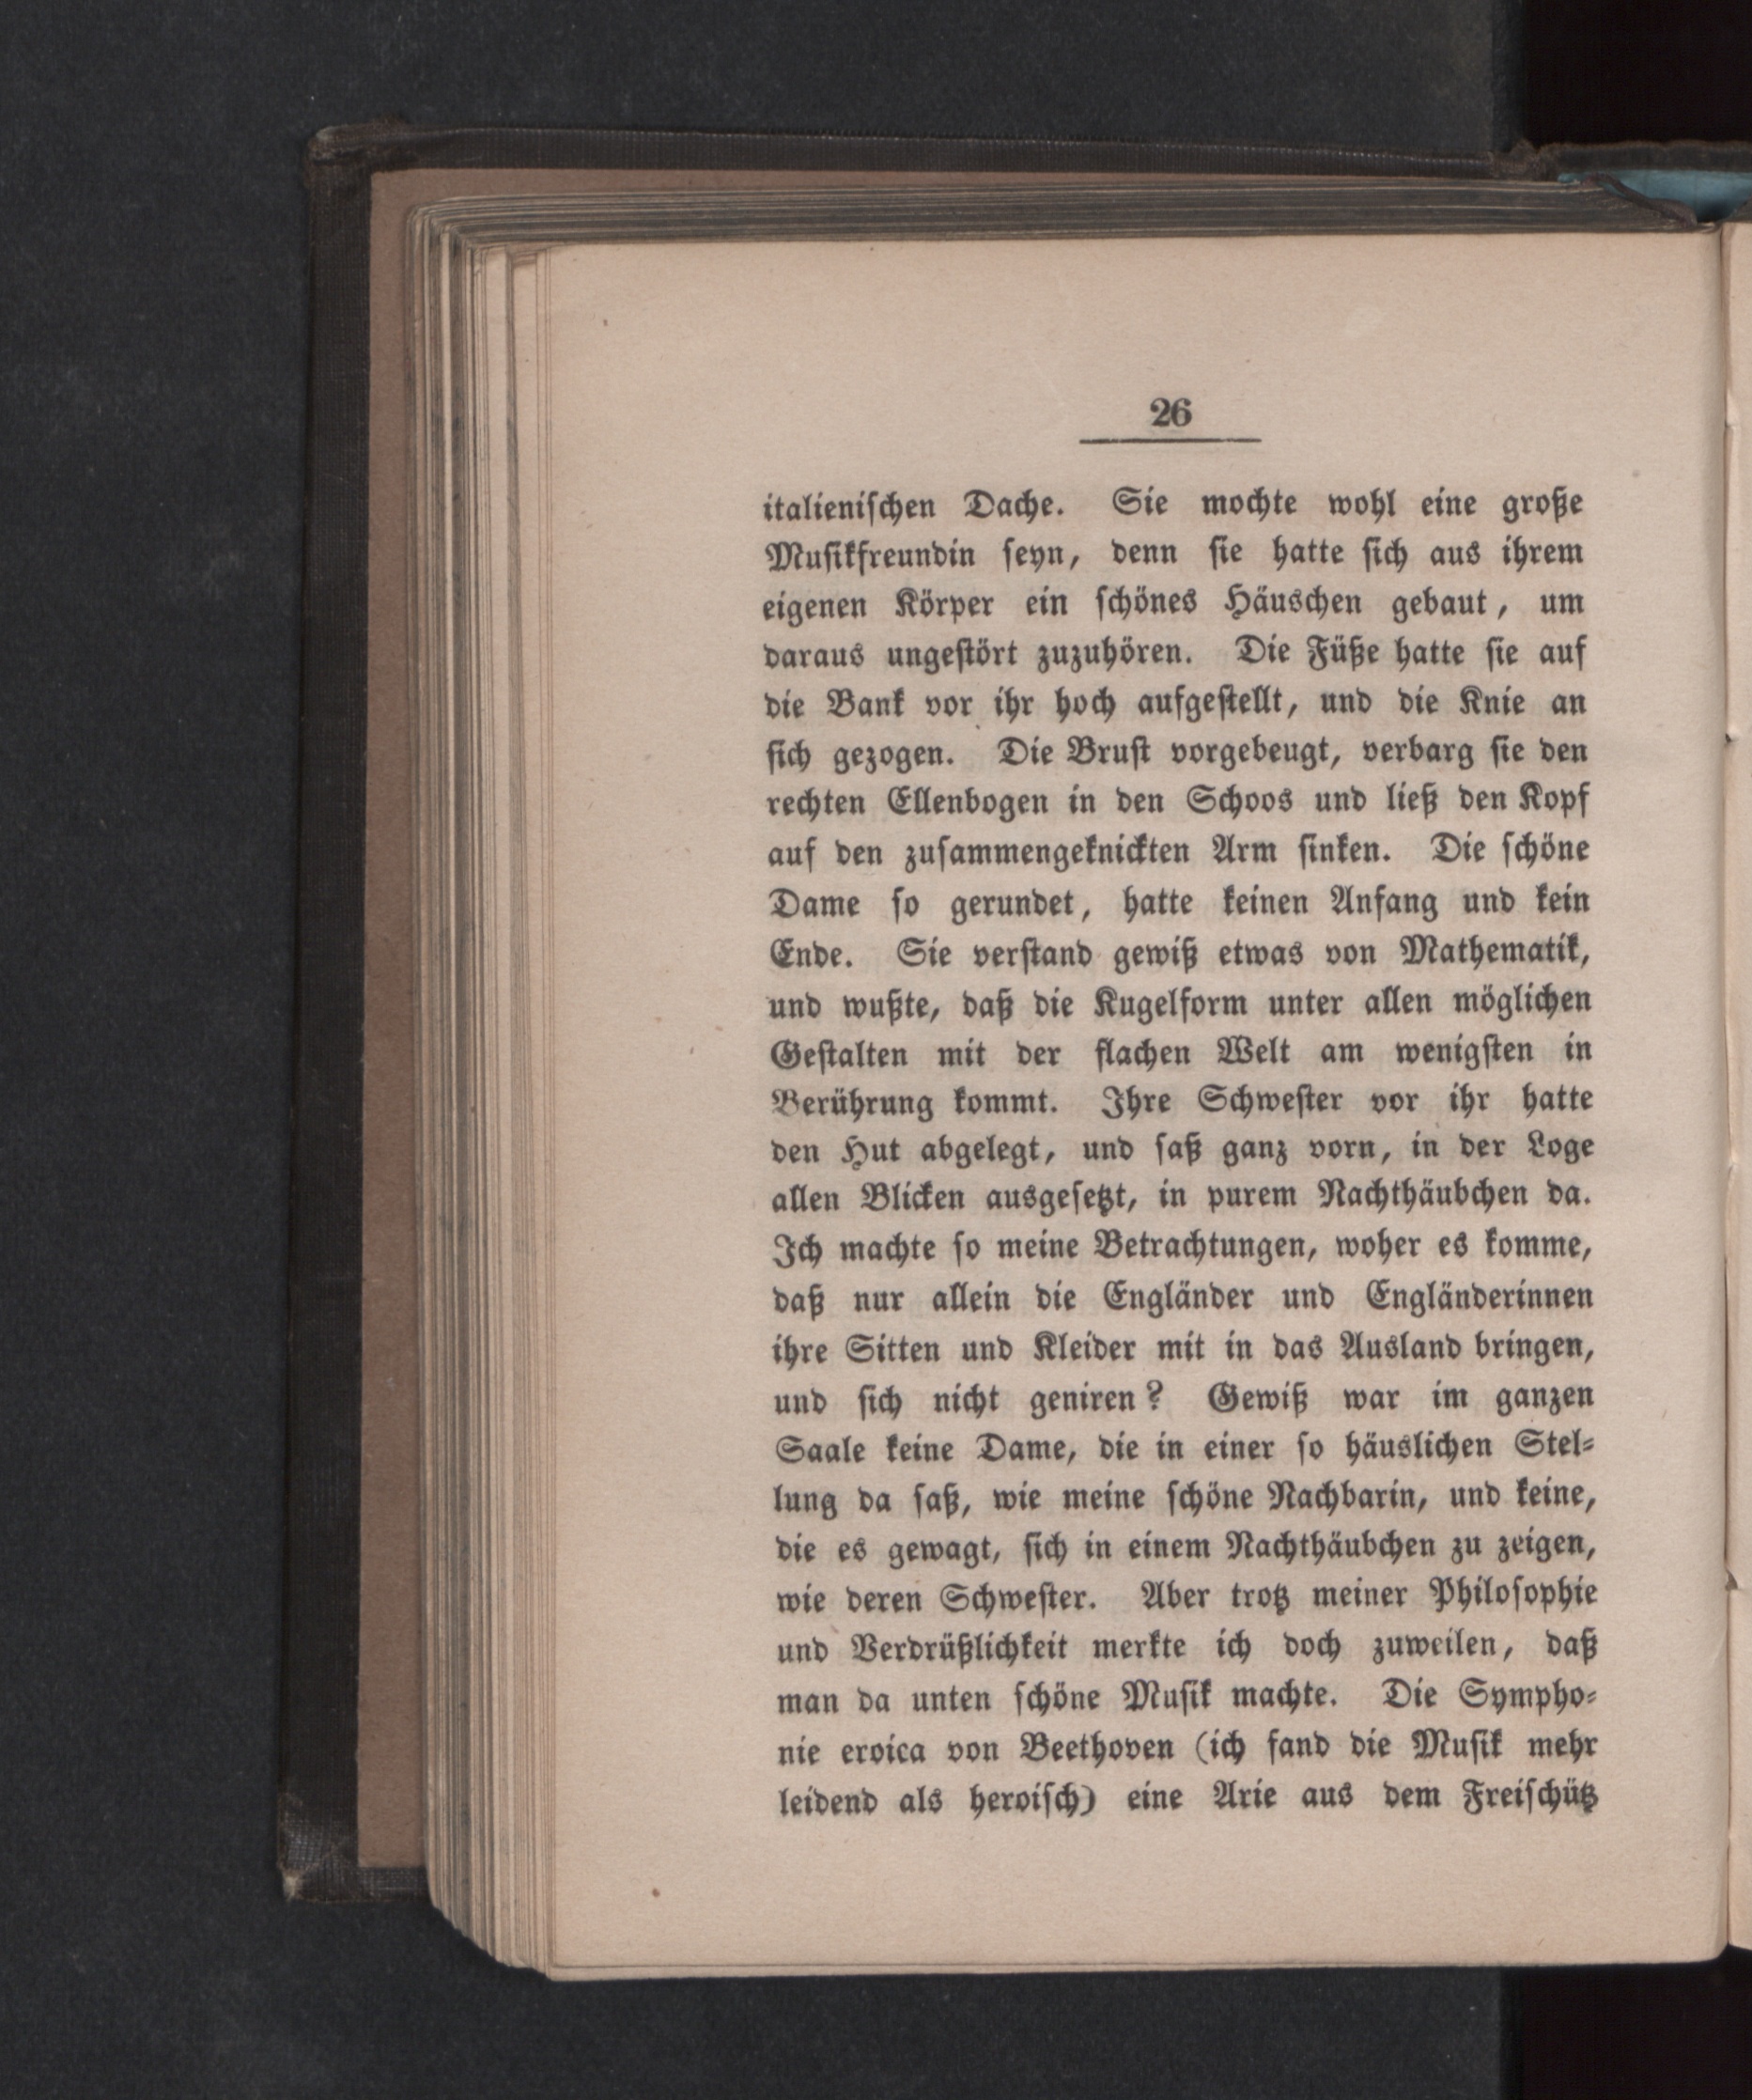 26
italienischen Dache. Sie mochte wohl eine große
Musikfreundin seyn, denn sie hatte sich aus ihrem
eigenen Körper ein schönes Häuschen gebaut, um
daraus ungestört zuzuhören. Die Füße hatte sie auf
die Bank vor ihr hoch aufgestellt, und die Knie an
sich gezogen. Die Brust vorgebeugt, verbarg sie den
rechten Ellenbogen in den Schoos und ließ den Kopf
auf den zusammengeknickten Arm sinken. Die schöne
Dame so gerundet, hatte keinen Anfang und kein
Ende. Sie verstand gewiß etwas von Mathematik,
und wußte, daß die Kugelform unter allen möglichen
Gestalten mit der flachen Welt am wenigsten in
Berührung kommt. Ihre Schwester vor ihr hatte
den Hut abgelegt, und saß ganz vorn, in der Loge
allen Blicken ausgesetzt, in purem Nachthäubchen da.
Ich machte so meine Betrachtungen, woher es komme,
daß nur allein die Engländer und Engländerinnen
ihre Sitten und Kleider mit in das Ausland bringen,
und sich nicht geniren? Gewiß war im ganzen
Saale keine Dame, die in einer so häuslichen Stel-
lung da saß, wie meine schöne Nachbarin, und keine,
die es gewagt, sich in einem Nachthäubchen zu zeigen,
wie deren Schwester. Aber trotz meiner Philosophie
und Verdrüßlichkeit merkte ich doch zuweilen, daß
man da unten schöne Musik machte. Die Sympho-
nie eroica von Beethoven (ich fand die Musik mehr
leidend als heroisch) eine Arie aus dem Freischütz